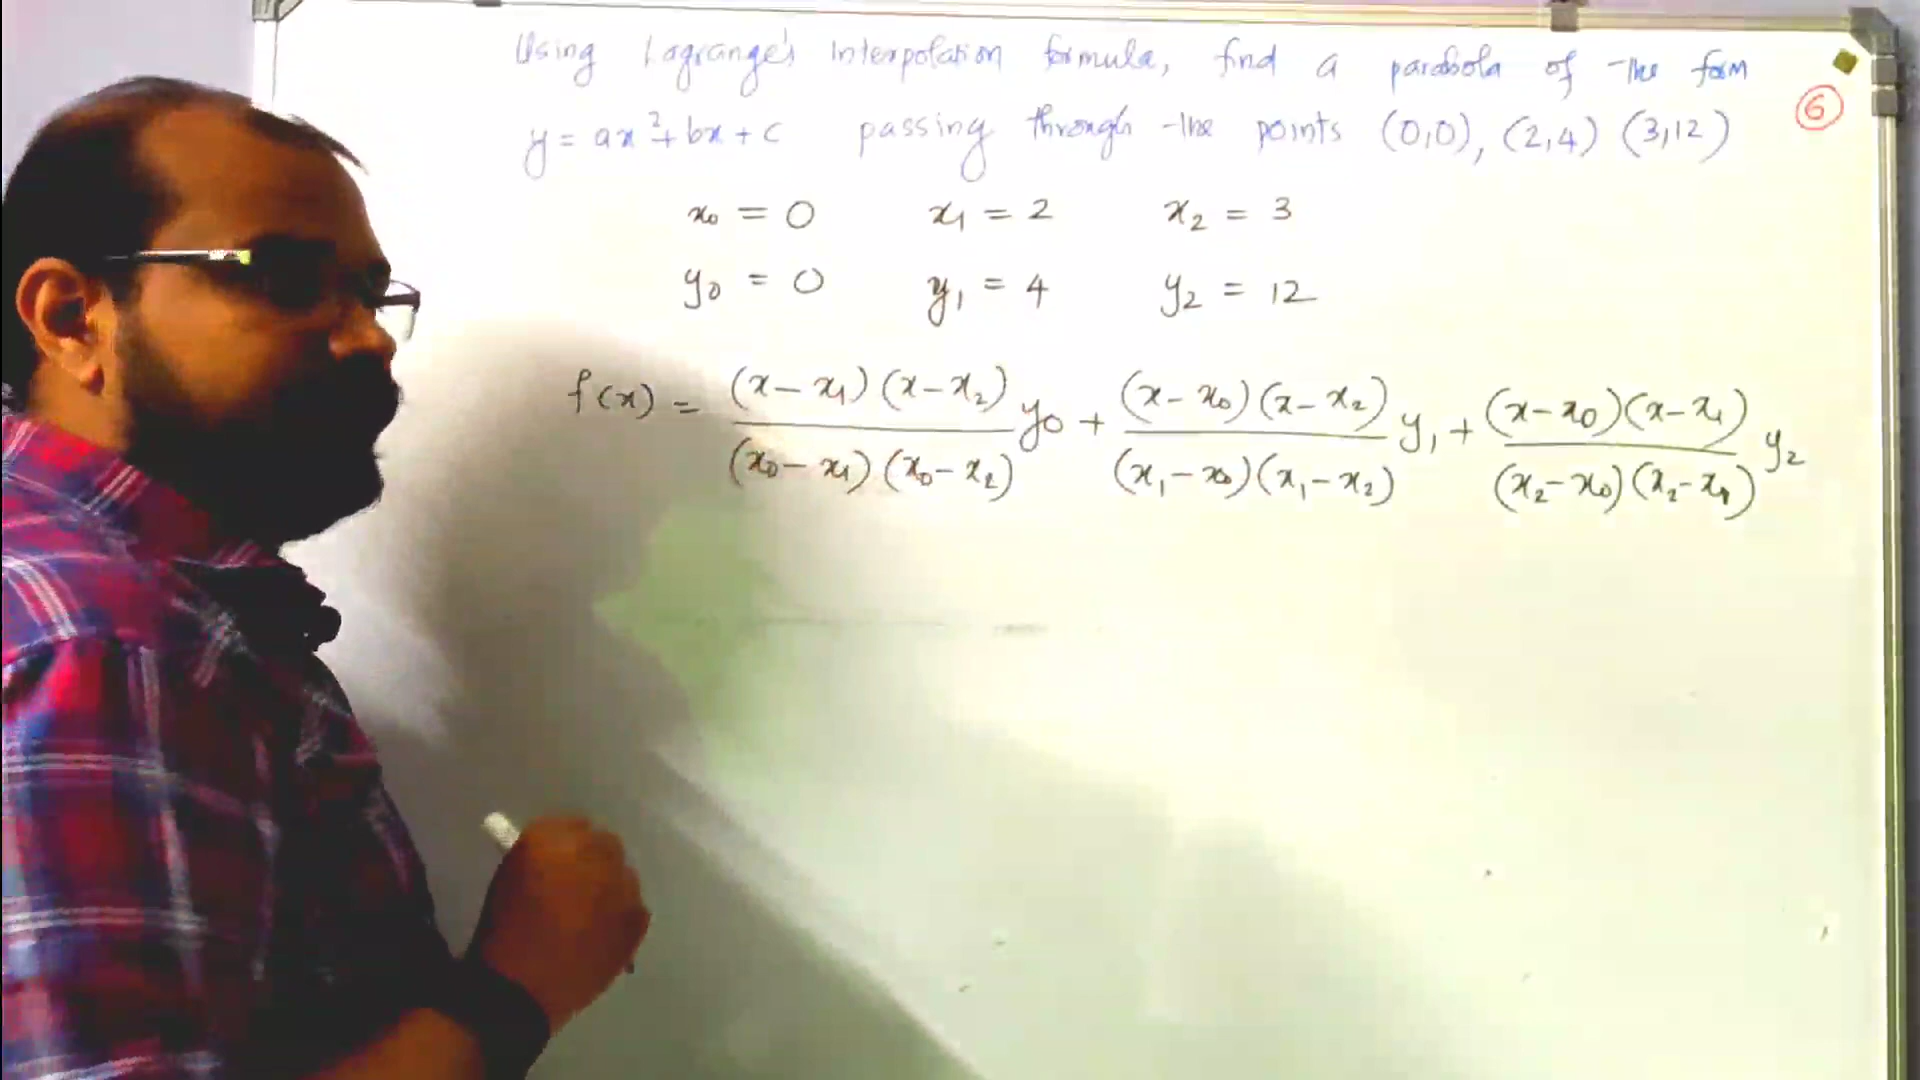 Using Lagrange's Interpolation formula, find a parabola of the form
y = ax²+bx+c passing through the points (0,0), (2,4) (3,12)
6
x₀ = 0 x₁ = 2 x₂ = 3
y₀ = 0 y₁ = 4 y₂ = 12
f(x) = (x-x₁)(x-x₂)/(x₀-x₁)(x₀-x₂) y₀ + (x-x₀)(x-x₂)/(x₁-x₀)(x₁-x₂) y₁ + (x-x₀)(x-x₁)/(x₂-x₀)(x₂-x₁) y₂